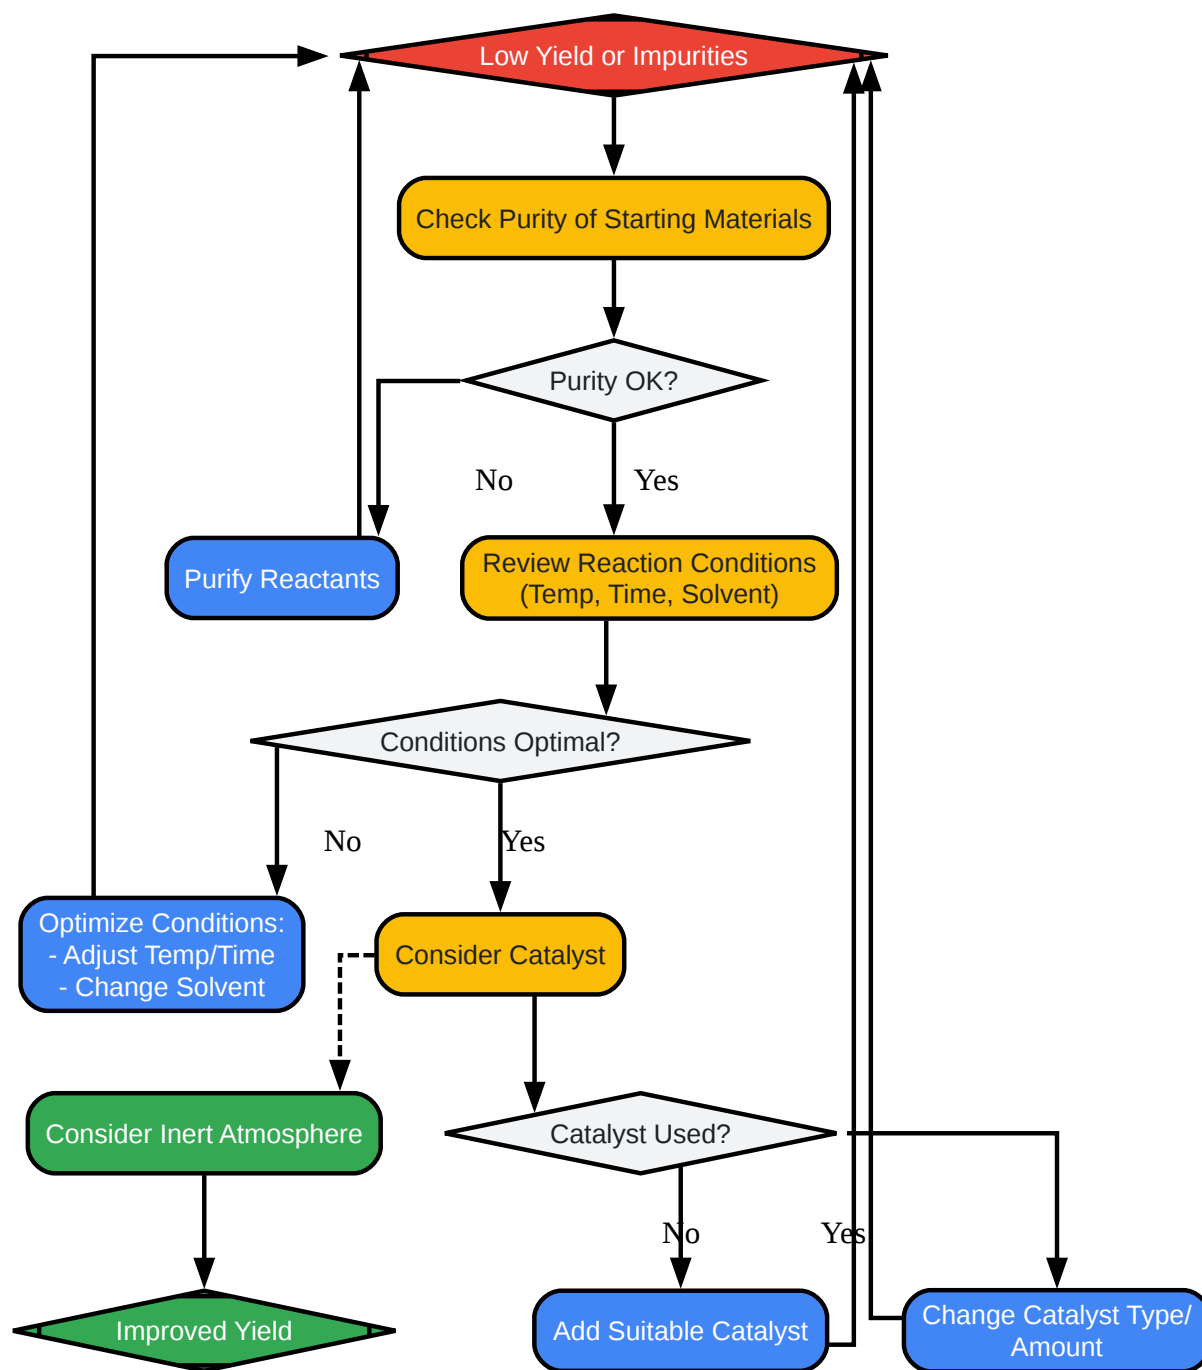 Low Yield or Impurities
Check Purity of Starting Materials
Purity OK?
No
Yes
Purify Reactants
Review Reaction Conditions
(Temp, Time, Solvent)
Conditions Optimal?
No
Yes
Optimize Conditions:
- Adjust Temp/Time
- Change Solvent
Consider Catalyst
Consider Inert Atmosphere
Catalyst Used?
No
Yes
Improved Yield
Add Suitable Catalyst
Change Catalyst Type/
Amount